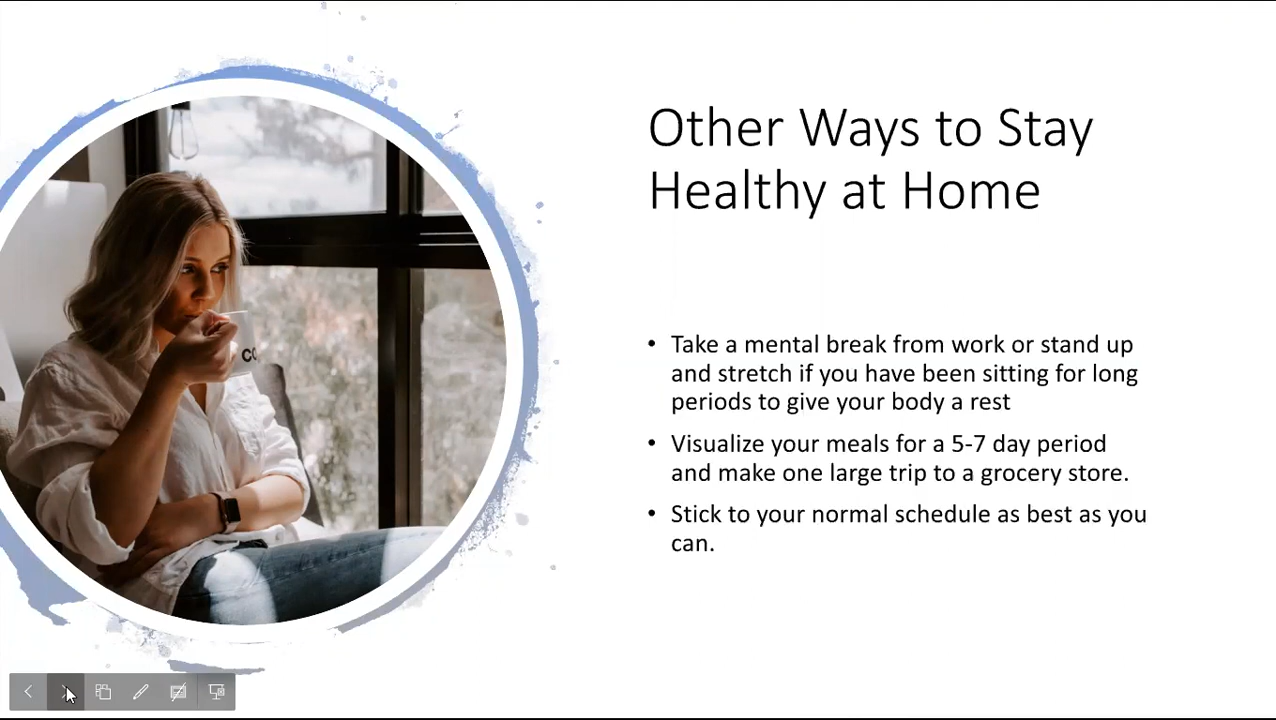 Other Ways to Stay
Healthy at Home
• Take a mental break from work or stand up
and stretch if you have been sitting for long
periods to give your body a rest
• Visualize your meals for a 5-7 day period
and make one large trip to a grocery store.
• Stick to your normal schedule as best as you
can.
CO